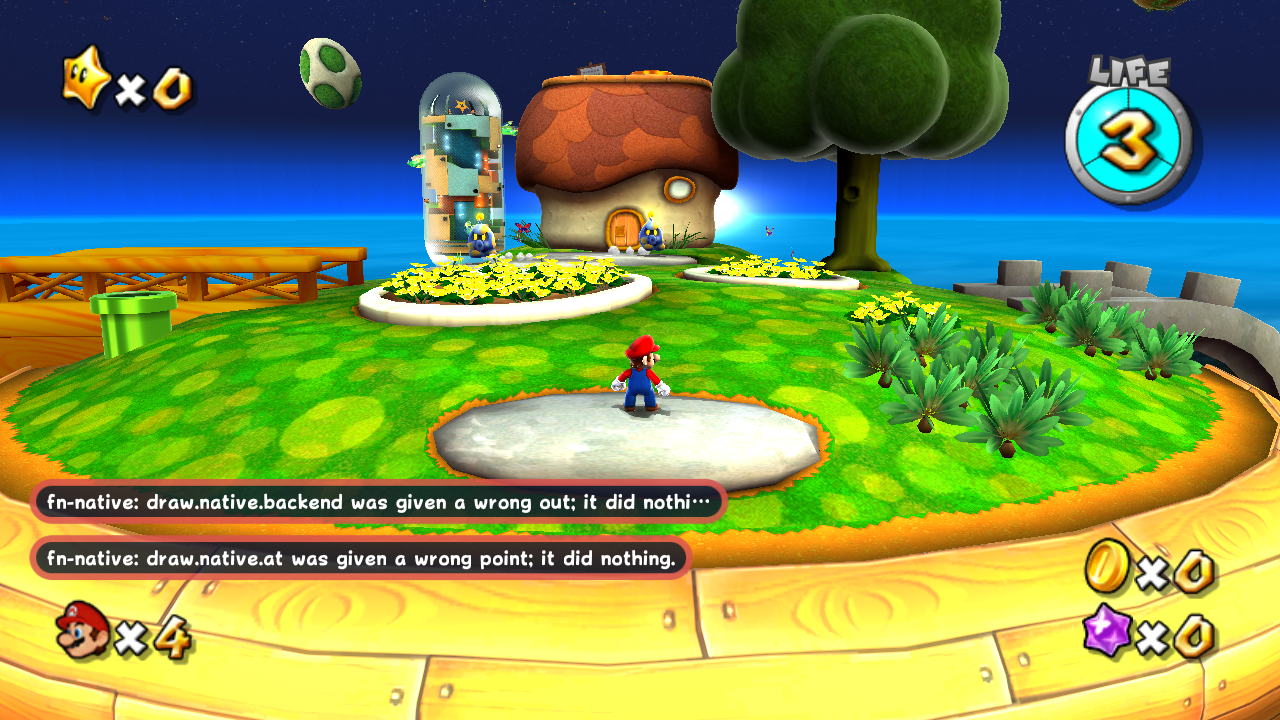 × 0
LIFE
3
fn-native: draw.native.backend was given a wrong out; it did nothi⋯
fn-native: draw.native.at was given a wrong point; it did nothing.
× 0
× 4
× 0